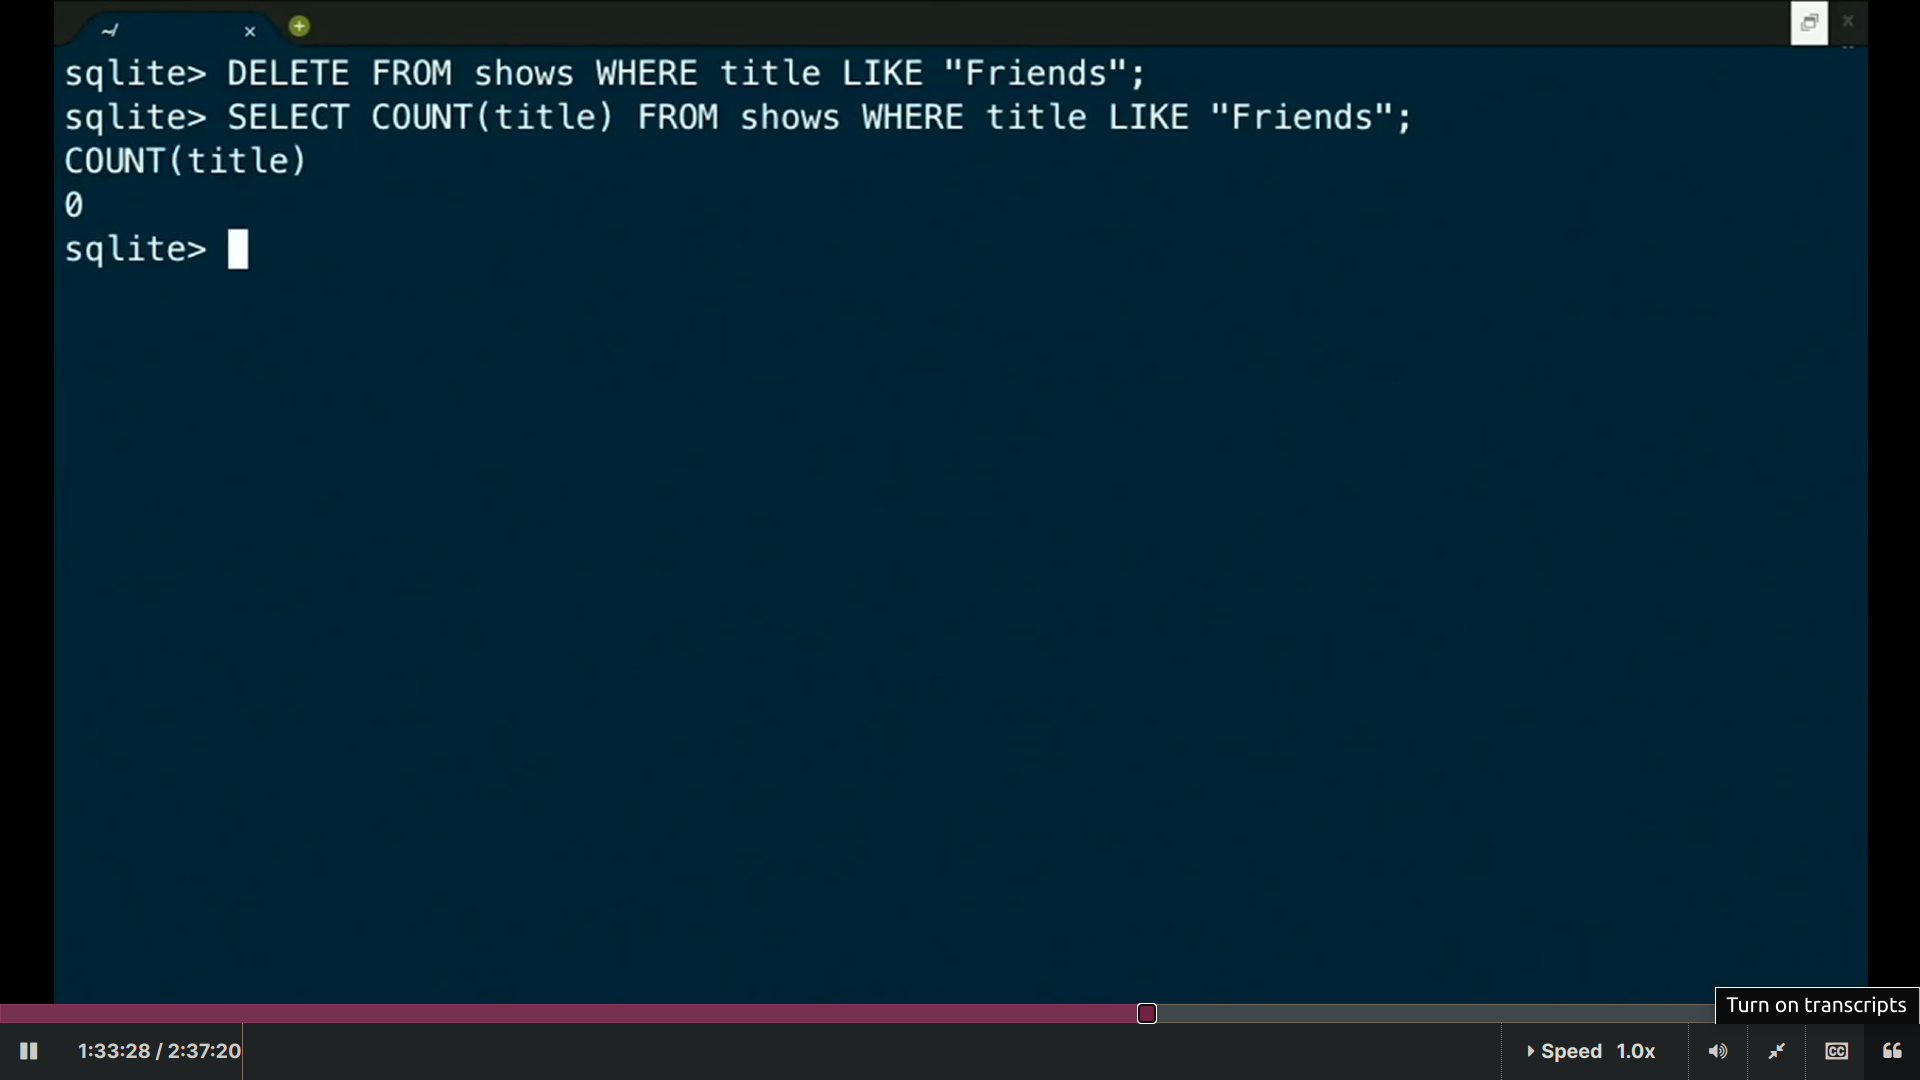 ~/
sqlite> DELETE FROM shows WHERE title LIKE "Friends";
sqlite> SELECT COUNT(title) FROM shows WHERE title LIKE "Friends";
COUNT(title)
0
sqlite>
Turn on transcripts
1:33:28 / 2:37:20
Speed 1.0x
CC